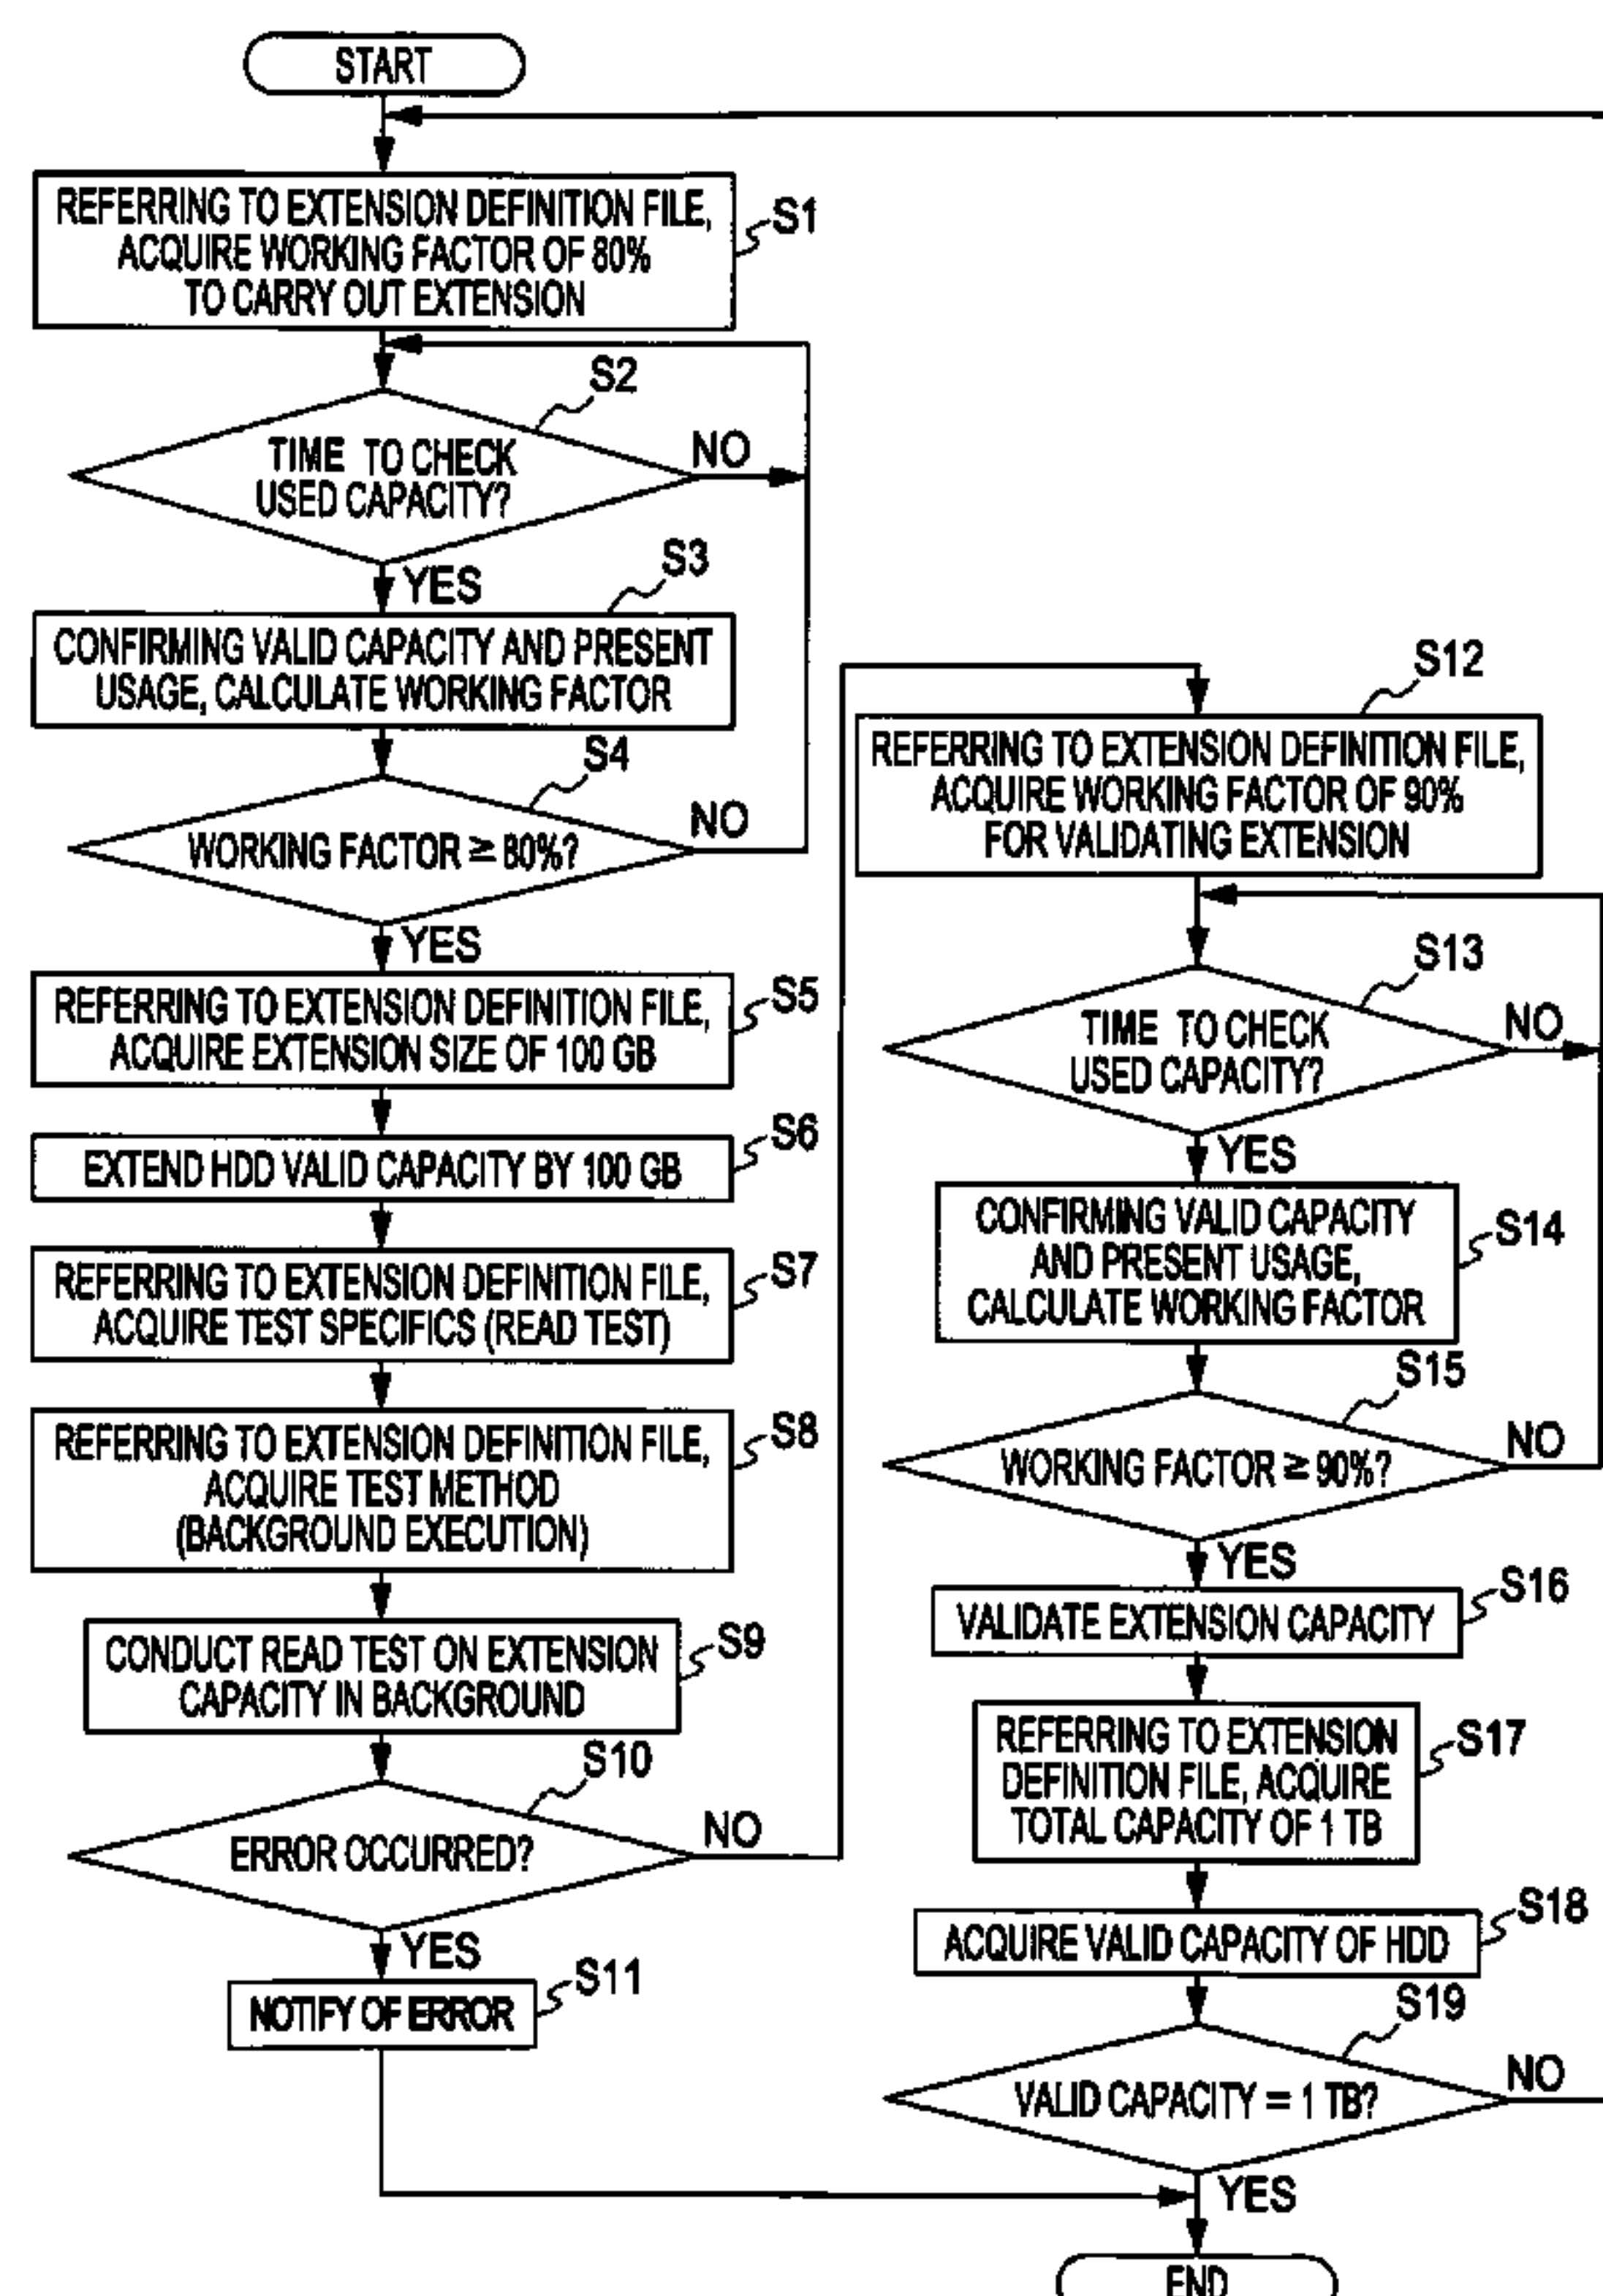 START
REFERRING TO EXTENSION DEFINITION FILE,
ACQUIRE WORKING FACTOR OF 80%
TO CARRY OUT EXTENSION
S1
S2
TIME TO CHECK
USED CAPACITY?
NO
YES
S3
CONFIRMING VALID CAPACITY AND PRESENT
USAGE, CALCULATE WORKING FACTOR
S4
WORKING FACTOR ≥ 80%?
NO
YES
REFERRING TO EXTENSION DEFINITION FILE,
ACQUIRE EXTENSION SIZE OF 100 GB
S5
EXTEND HDD VALID CAPACITY BY 100 GB
S6
REFERRING TO EXTENSION DEFINITION FILE,
ACQUIRE TEST SPECIFICS (READ TEST)
S7
REFERRING TO EXTENSION DEFINITION FILE,
ACQUIRE TEST METHOD
(BACKGROUND EXECUTION)
S8
CONDUCT READ TEST ON EXTENSION
CAPACITY IN BACKGROUND
S9
S10
ERROR OCCURRED?
NO
YES
NOTIFY OF ERROR
S11
S12
REFERRING TO EXTENSION DEFINITION FILE,
ACQUIRE WORKING FACTOR OF 90%
FOR VALIDATING EXTENSION
S13
TIME TO CHECK
USED CAPACITY?
NO
YES
CONFIRMING VALID CAPACITY
AND PRESENT USAGE,
CALCULATE WORKING FACTOR
S14
S15
WORKING FACTOR ≥ 90%?
NO
YES
VALIDATE EXTENSION CAPACITY
S16
REFERRING TO EXTENSION
DEFINITION FILE, ACQUIRE
TOTAL CAPACITY OF 1 TB
S17
ACQUIRE VALID CAPACITY OF HDD
S18
S19
VALID CAPACITY = 1 TB?
NO
YES
END